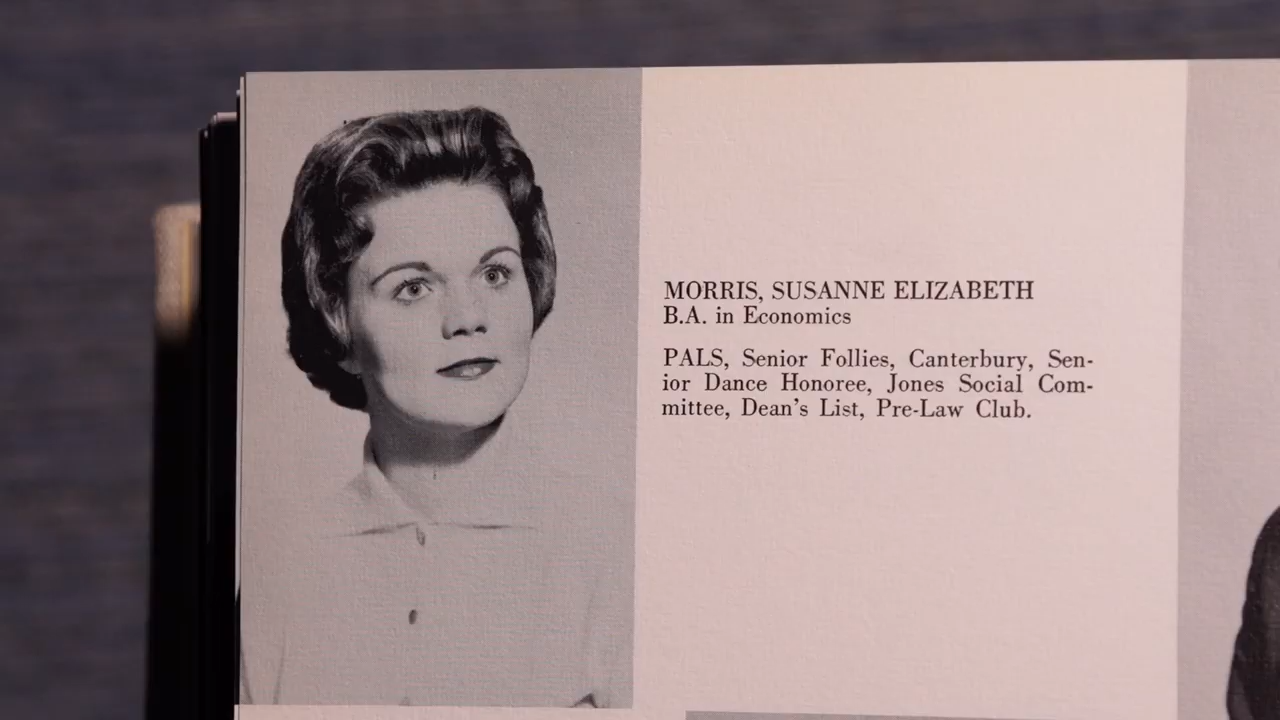 MORRIS, SUSANNE ELIZABETH
B.A. in Economics
PALS, Senior Follies, Canterbury, Sen-
ior Dance Honoree, Jones Social Com-
mittee, Dean's List, Pre-Law Club.